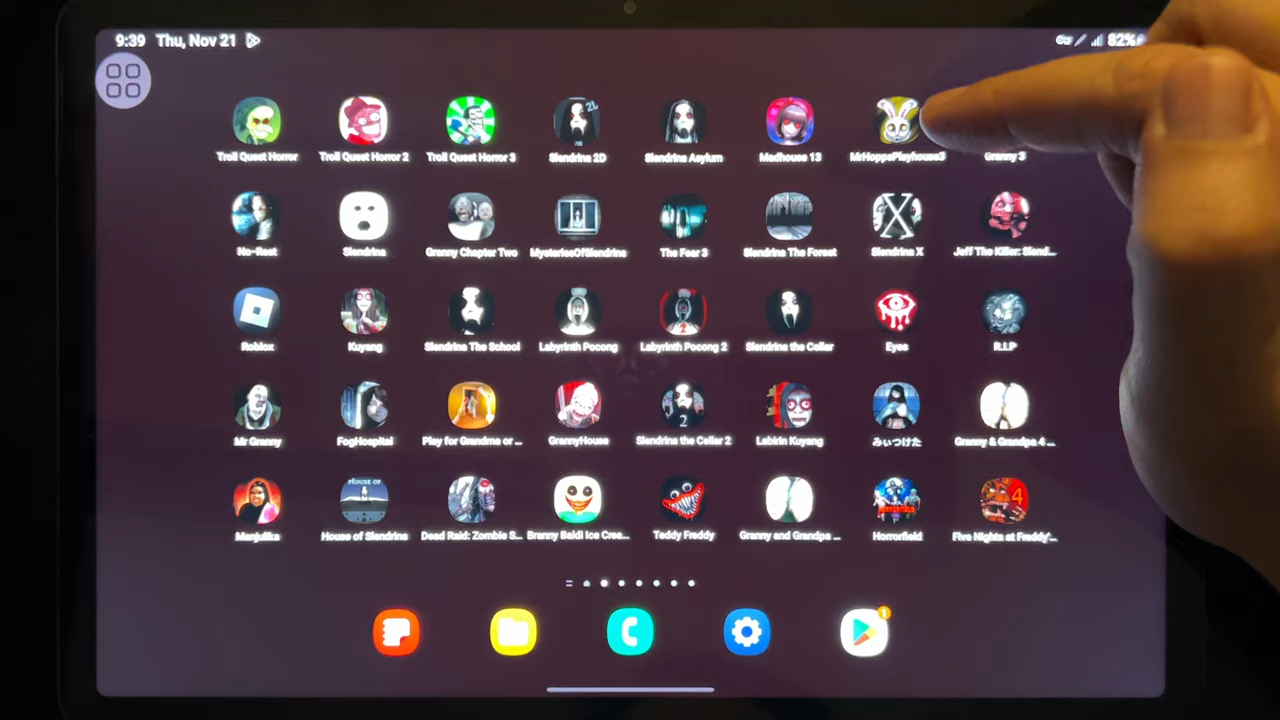 9:39 Thu, Nov 21 82%
Troll Quest Horror Troll Quest Horror 2 Troll Quest Horror 3 Slendrina 2D Slendrina Asylum Madhouse 13 MrHoppsPlayhouse3 Granny 3
No-Rest Slendrina Granny Chapter Two MysteriesOfSlendrina The Fear 3 Slendrina The Forest Slendrina X Jeff The Killer: Slend...
Roblox Kuyang Slendrina The School Labyrinth Pocong Labyrinth Pocong 2 Slendrina the Cellar Eyes R.I.P
Mr Granny FogHospital Play for Grandma or ... GrannyHouse Slendrina the Cellar 2 Labirin Kuyang みぃつけた Granny & Grandpa 4 ...
Manjulika House of Slendrina Dead Raid: Zombie S... Branny Baldi Ice Crea... Teddy Freddy Granny and Grandpa ... Horrorfield Five Nights at Freddy'...